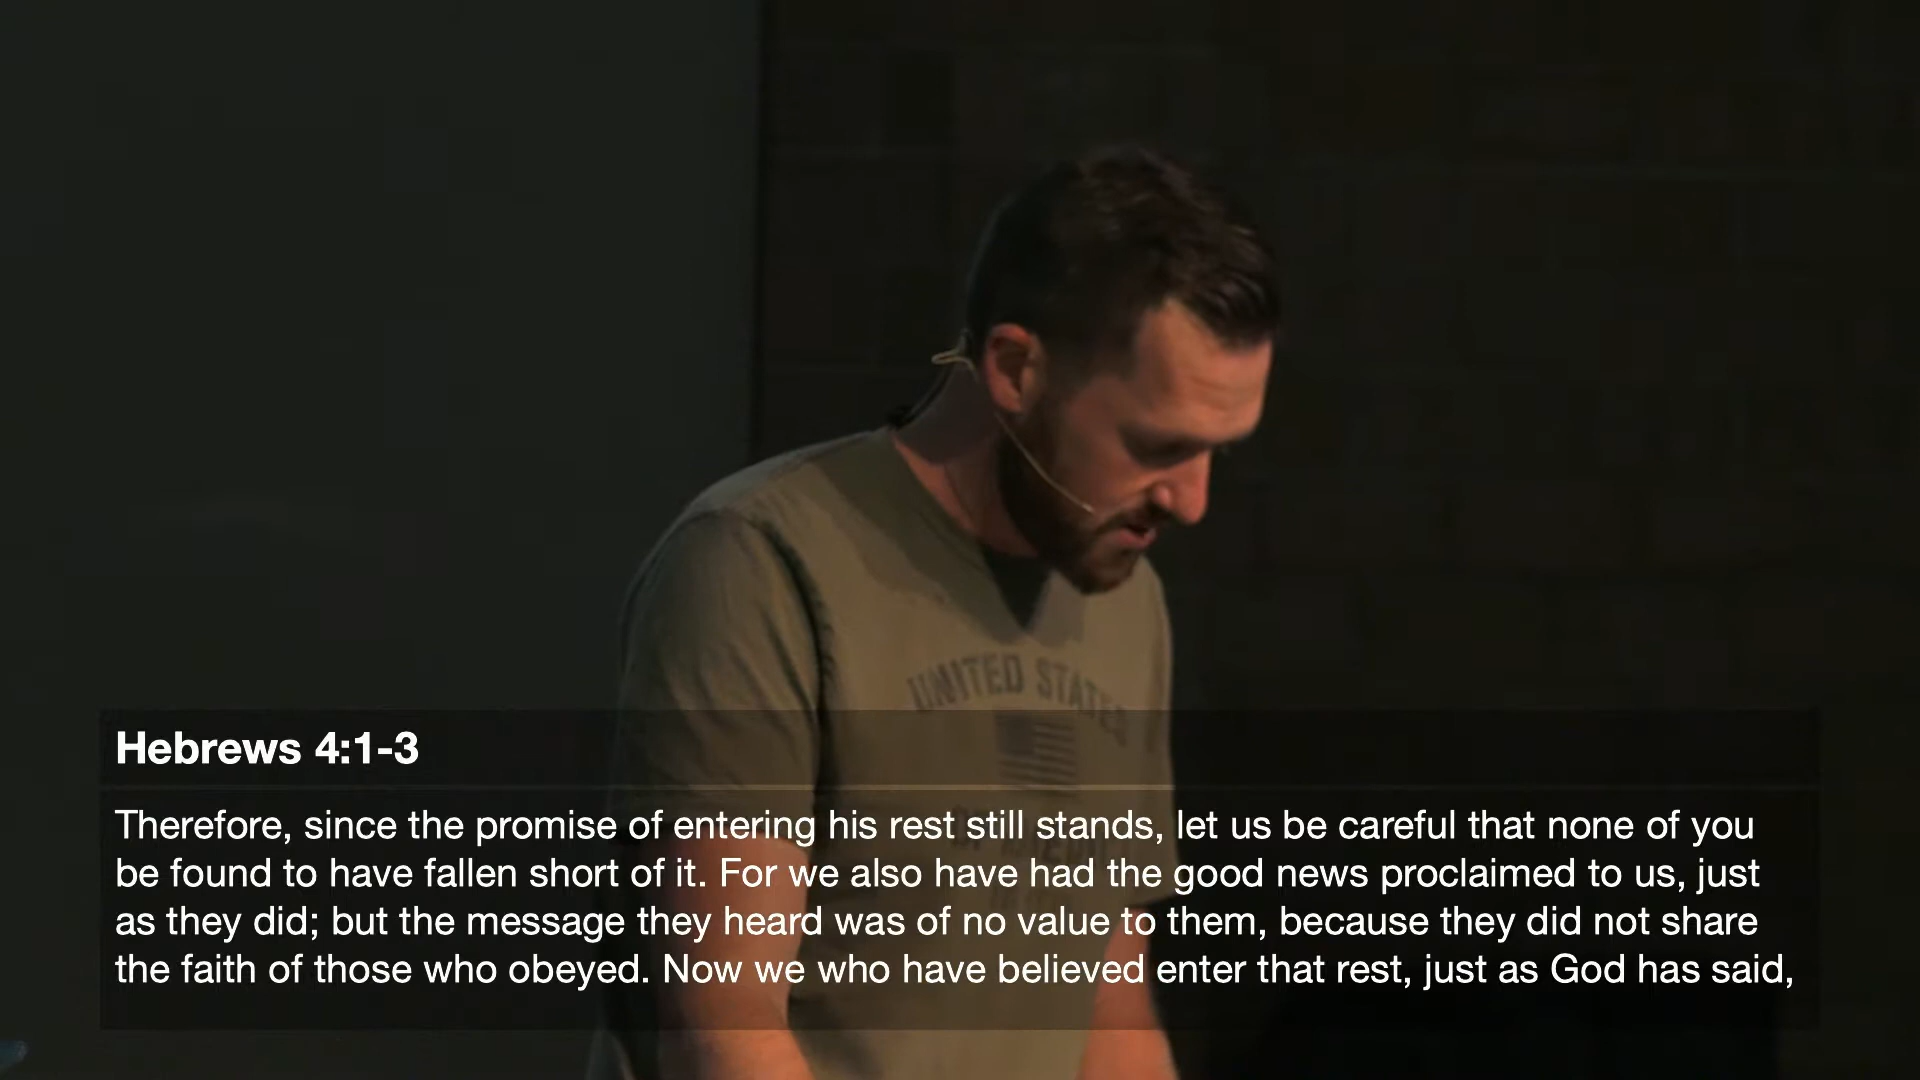 UNITED STATES
Hebrews 4:1-3
Therefore, since the promise of entering his rest still stands, let us be careful that none of you
be found to have fallen short of it. For we also have had the good news proclaimed to us, just
as they did; but the message they heard was of no value to them, because they did not share
the faith of those who obeyed. Now we who have believed enter that rest, just as God has said,